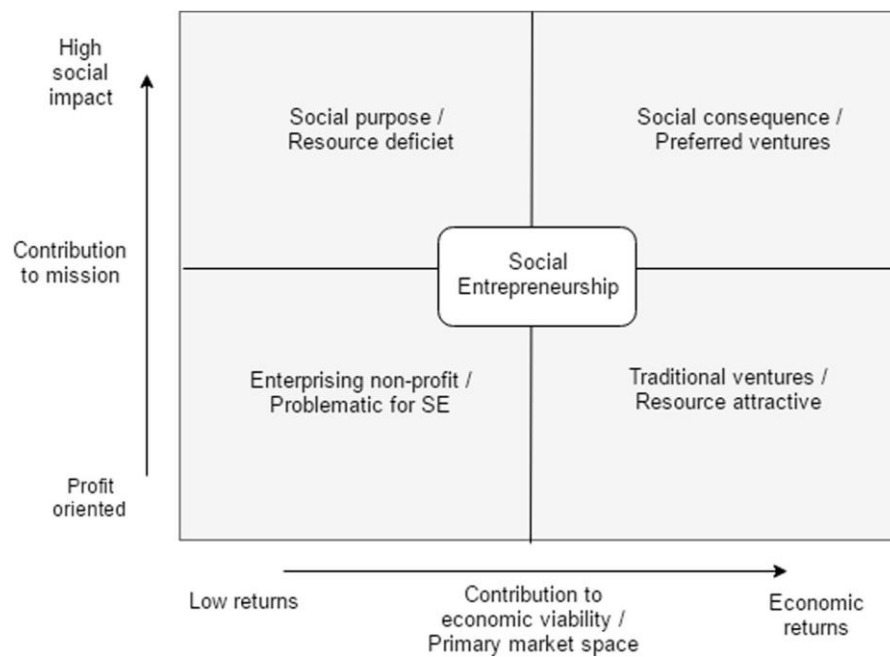 High
social
impact
Social purpose /
Resource deficiet
Social consequence /
Preferred ventures
Contribution
to mission
Social
Entrepreneurship
Enterprising non-profit /
Problematic for SE
Traditional ventures /
Resource attractive
Profit
oriented
Low returns
Contribution to
economic viability /
Primary market space
Economic
returns